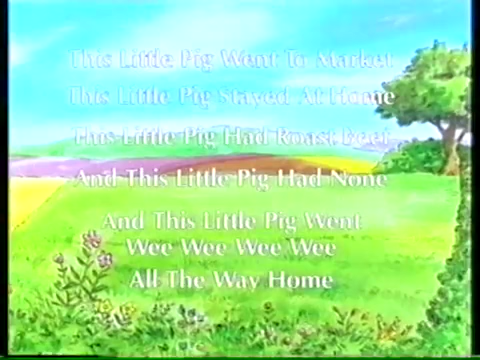 This Little Pig Went To Market
This Little Pig Stayed At Home
This Little Pig Had Roast Beef
And This Little Pig Had None
And This Little Pig Went
Wee Wee Wee Wee
All The Way Home